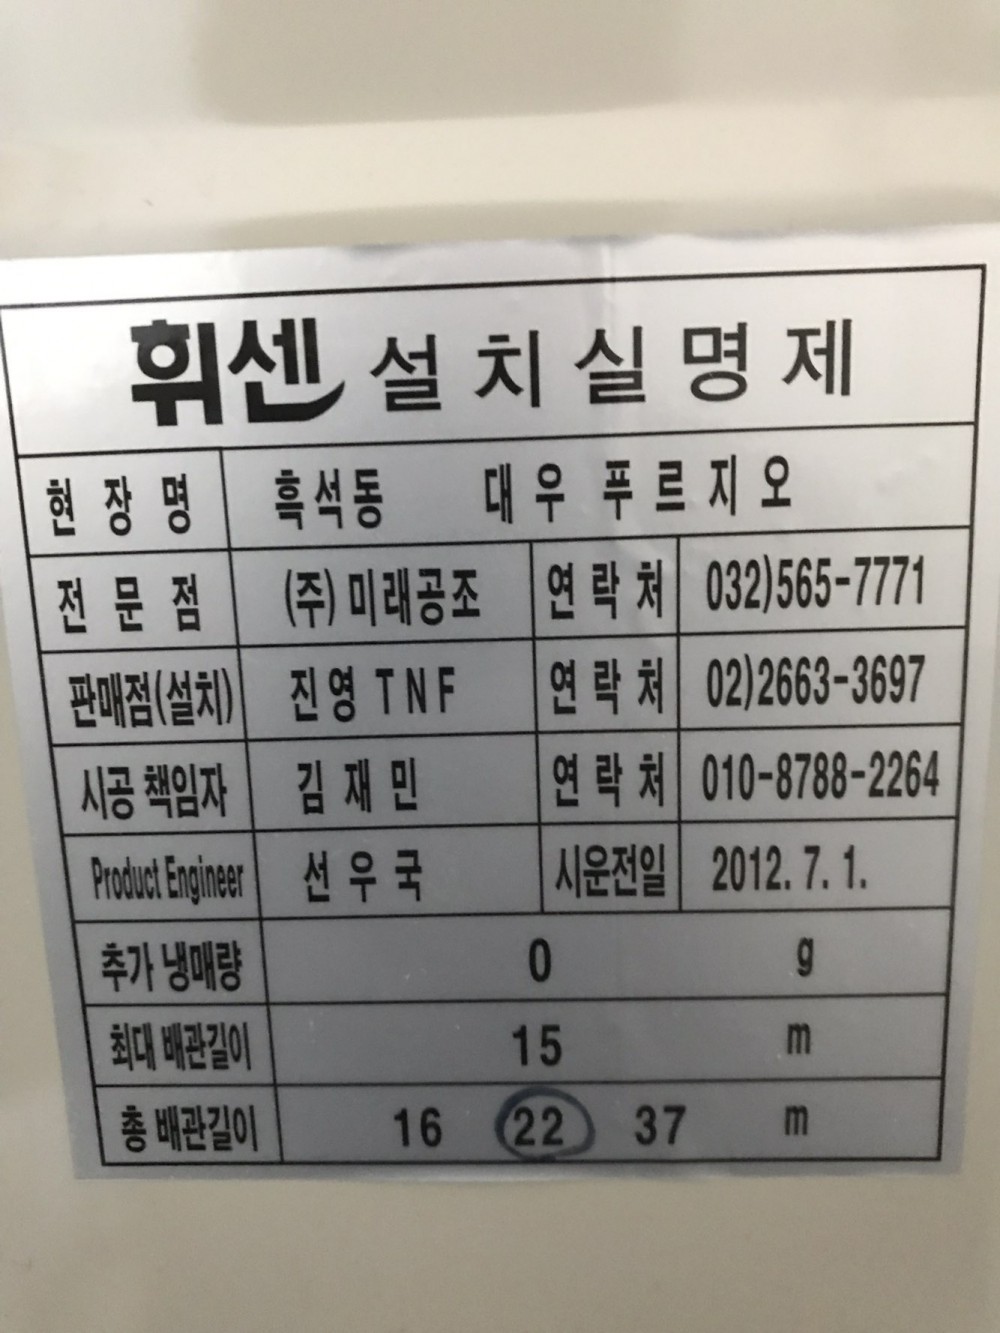 휘센 설치실명제
현장명 흑석동 대우 푸르지오
전문점 (주)미래공조 연락처 032)565-7771
판매점(설치) 진영 TNF 연락처 02)2663-3697
시공 책임자 김재민 연락처 010-8788-2264
Product Engineer 선우국 시운전일 2012. 7. 1.
추가 냉매량 0 g
최대 배관길이 15 m
총 배관길이 16 22 37 m